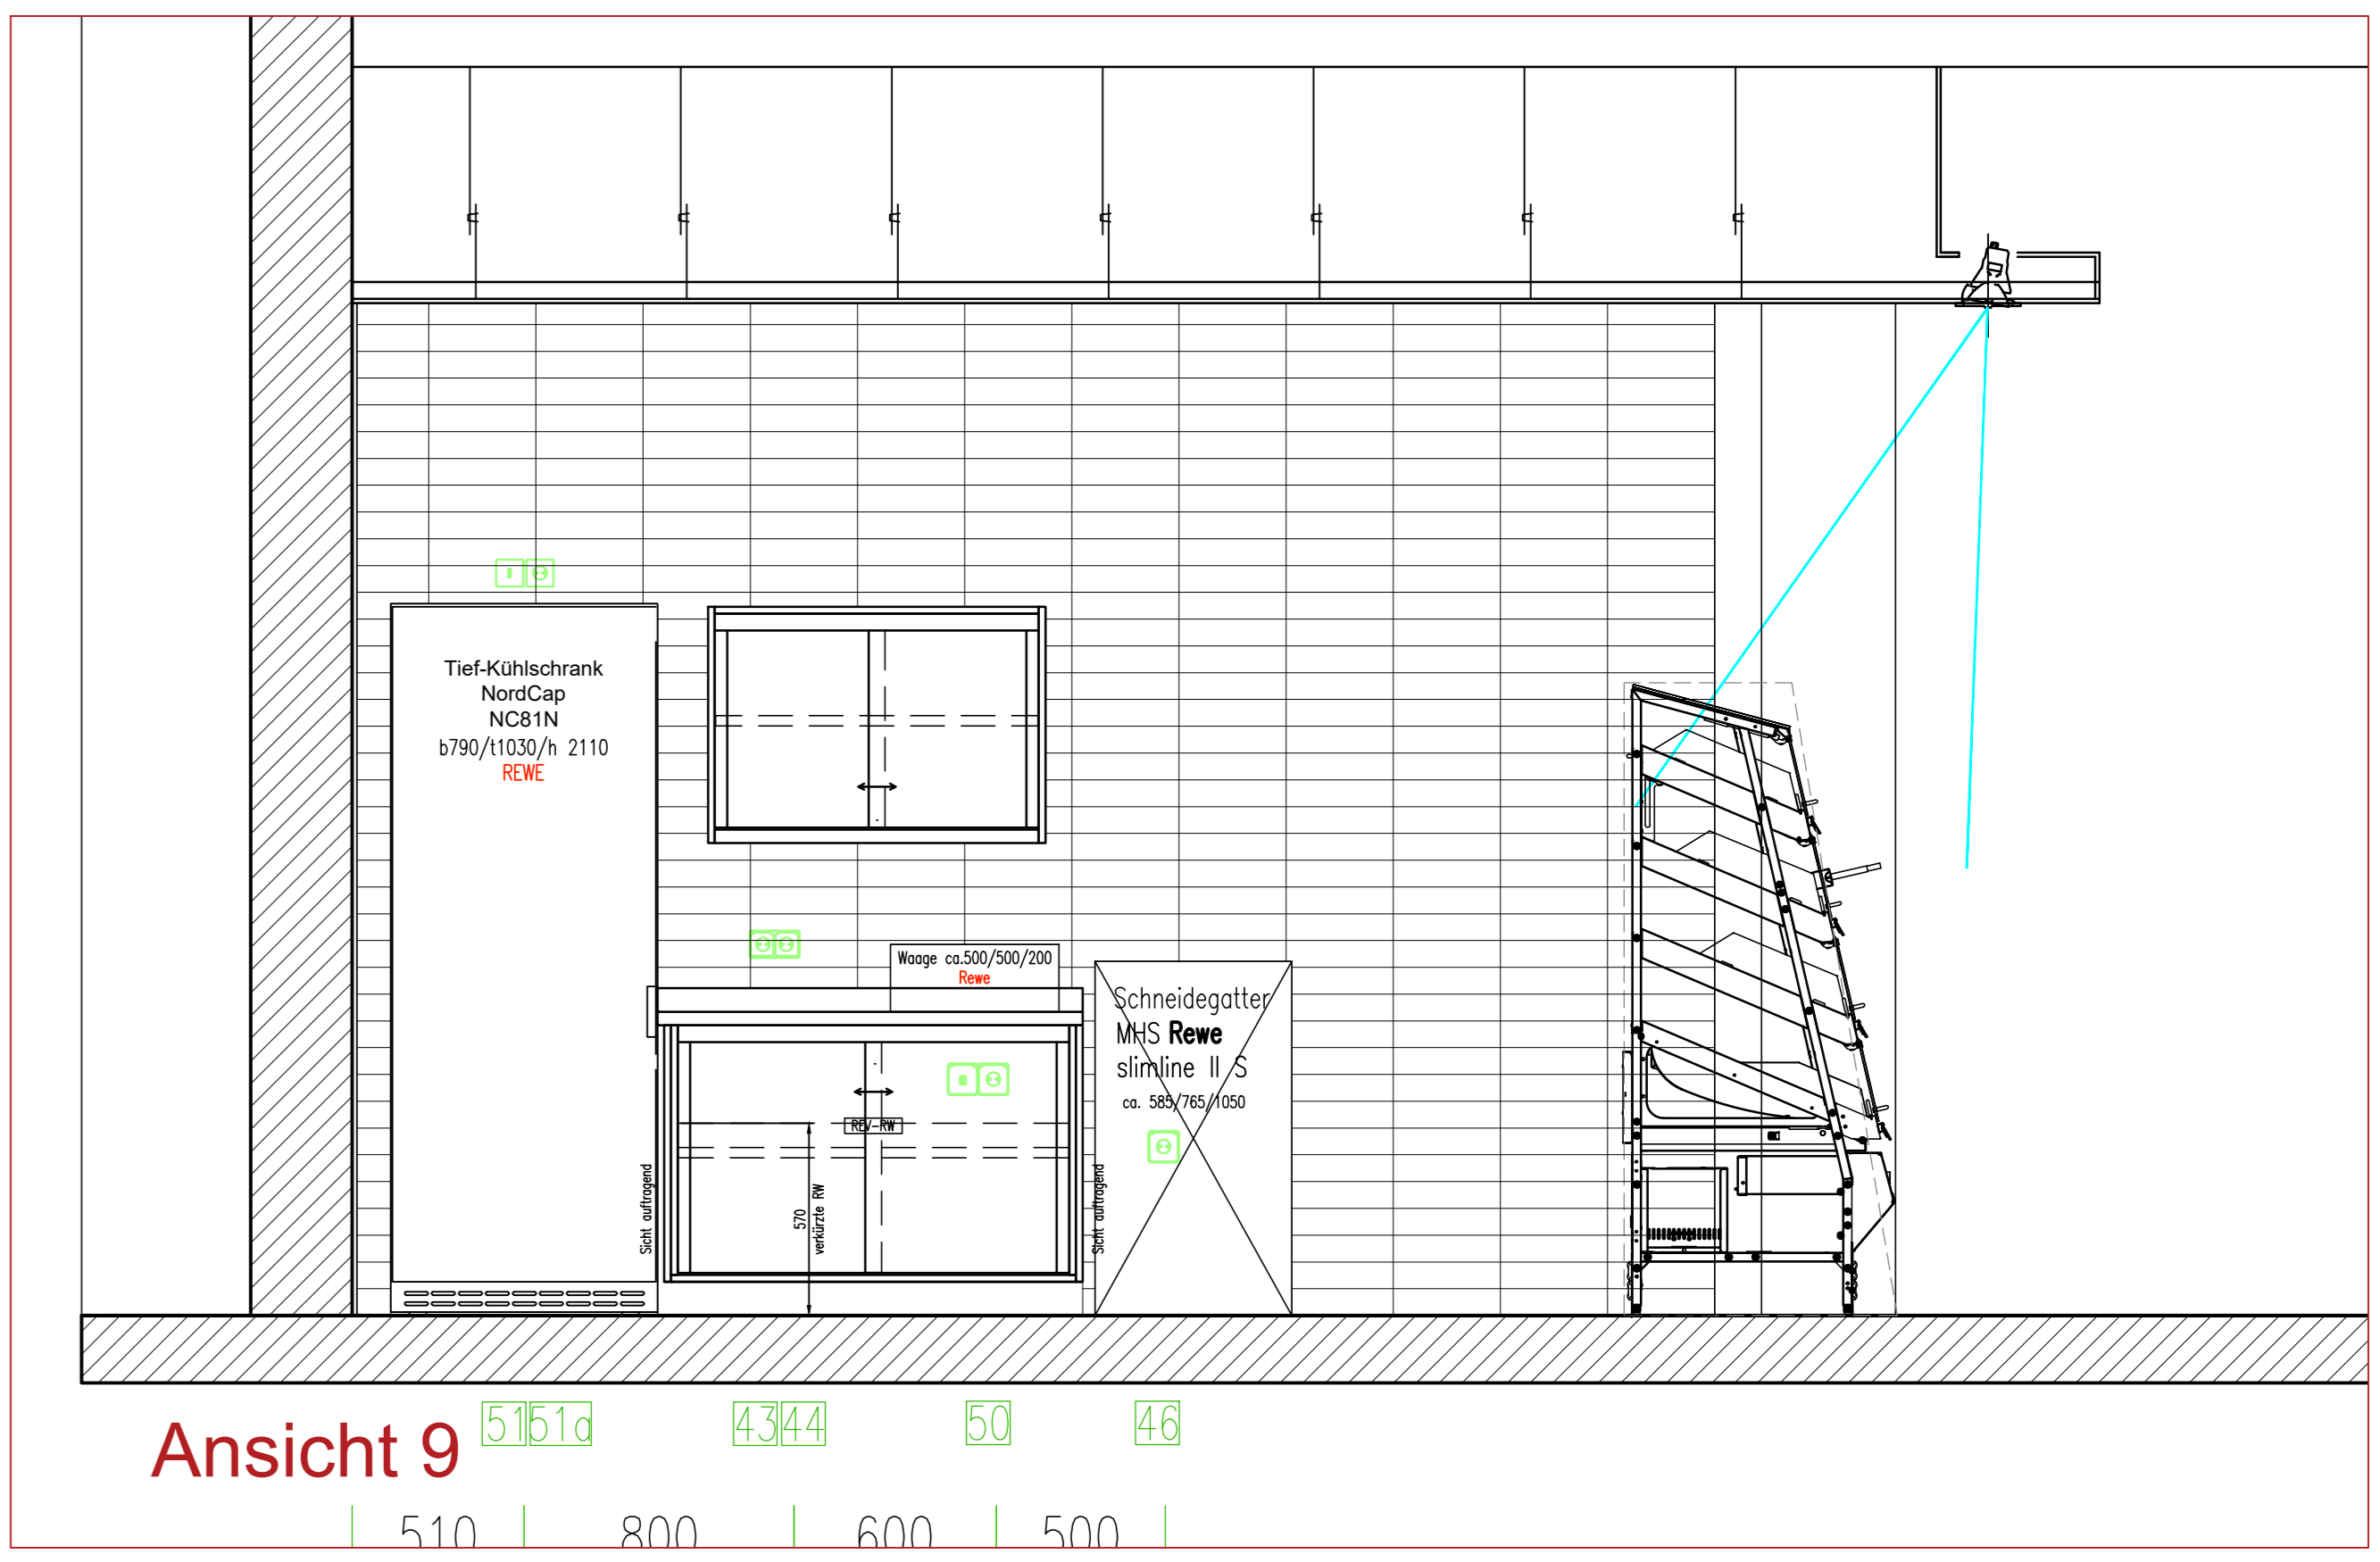 Tief-Kühlschrank
NordCap
NC81N
b790/t1030/h 2110
REWE
Waage ca.500/500/200
Rewe
Schneidegatter
MHS Rewe
slimline II S
ca. 585/765/1050
REV-RW
Sicht auftragend
570
verkürzte RW
Sicht auftragend
51 51a 43 44 50 46
Ansicht 9
510 800 600 500